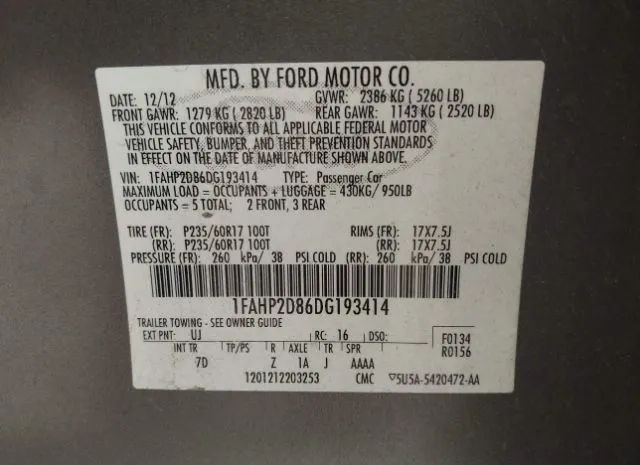 MFD. BY FORD MOTOR CO.
DATE: 12/12 GVWR: 2386 KG ( 5260 LB)
FRONT GAWR: 1279 KG ( 2820 LB) REAR GAWR: 1143 KG ( 2520 LB)
THIS VEHICLE CONFORMS TO ALL APPLICABLE FEDERAL MOTOR
VEHICLE SAFETY, BUMPER, AND THEFT PREVENTION STANDARDS
IN EFFECT ON THE DATE OF MANUFACTURE SHOWN ABOVE.
VIN: 1FAHP2D86DG193414 TYPE: Passenger Car
MAXIMUM LOAD = OCCUPANTS + LUGGAGE = 430KG/ 950LB
OCCUPANTS = 5 TOTAL; 2 FRONT, 3 REAR
TIRE (FR): P235/60R17 100T RIMS (FR): 17X7.5J
(RR): P235/60R17 100T (RR): 17X7.5J
PRESSURE (FR): 260 kPa/ 38 PSI COLD (RR): 260 kPa/ 38 PSI COLD
1FAHP2D86DG193414
TRAILER TOWING - SEE OWNER GUIDE
EXT PNT: UJ RC: 16 DSO: F0134
R0156
INT TR TP/PS R AXLE TR SPR
7D Z 1A J AAAA
1201212203253 CMC ▽5U5A-5420472-AA